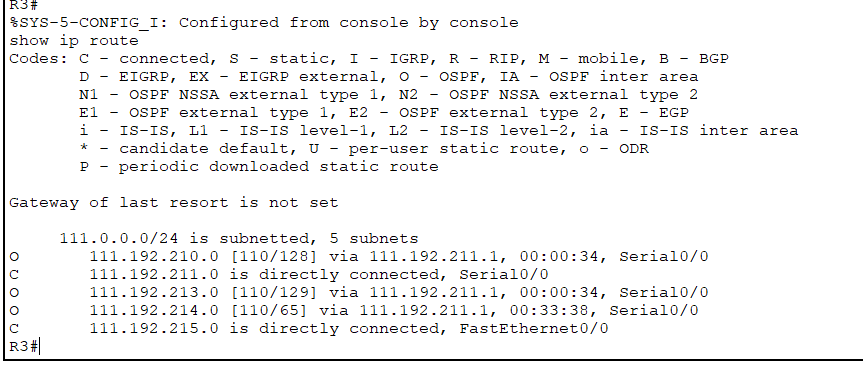 R3#
%SYS-5-CONFIG_I: Configured from console by console
show ip route
Codes: C - connected, S - static, I - IGRP, R - RIP, M - mobile, B - BGP
       D - EIGRP, EX - EIGRP external, O - OSPF, IA - OSPF inter area
       N1 - OSPF NSSA external type 1, N2 - OSPF NSSA external type 2
       E1 - OSPF external type 1, E2 - OSPF external type 2, E - EGP
       i - IS-IS, L1 - IS-IS level-1, L2 - IS-IS level-2, ia - IS-IS inter area
       * - candidate default, U - per-user static route, o - ODR
       P - periodic downloaded static route

Gateway of last resort is not set

     111.0.0.0/24 is subnetted, 5 subnets
O       111.192.210.0 [110/128] via 111.192.211.1, 00:00:34, Serial0/0
C       111.192.211.0 is directly connected, Serial0/0
O       111.192.213.0 [110/129] via 111.192.211.1, 00:00:34, Serial0/0
O       111.192.214.0 [110/65] via 111.192.211.1, 00:33:38, Serial0/0
C       111.192.215.0 is directly connected, FastEthernet0/0
R3#